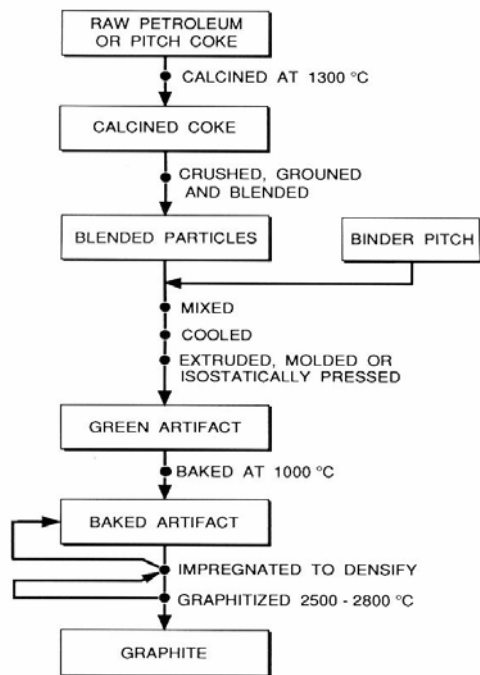 RAW PETROLEUM
OR PITCH COKE
CALCINED AT 1300 °C
CALCINED COKE
CRUSHED, GROUNED
AND BLENDED
BLENDED PARTICLES
BINDER PITCH
MIXED
COOLED
EXTRUDED, MOLDED OR
ISOSTATICALLY PRESSED
GREEN ARTIFACT
BAKED AT 1000 °C
BAKED ARTIFACT
IMPREGNATED TO DENSIFY
GRAPHITIZED 2500 - 2800 °C
GRAPHITE